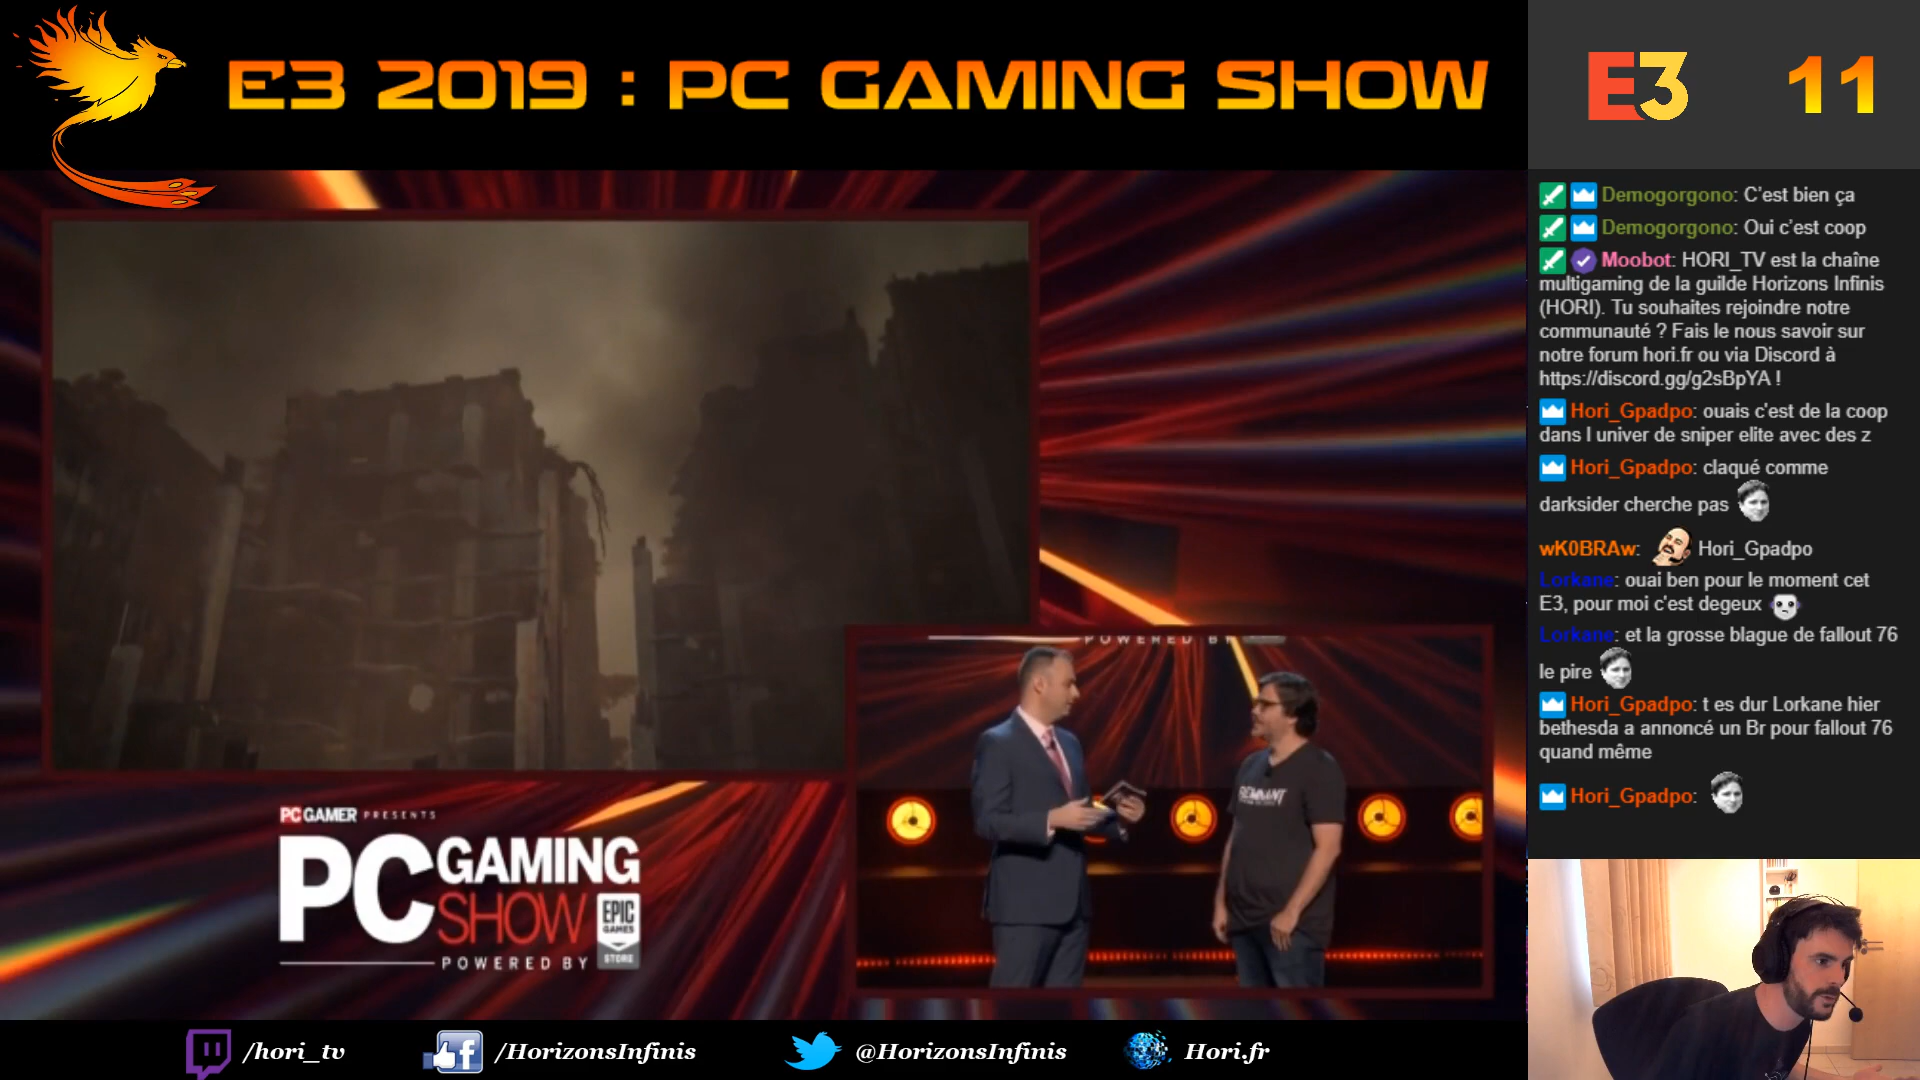 E3 2019 : PC GAMING SHOW
E3 11
Demogorgono: C'est bien ça
Demogorgono: Oui c'est coop
Moobot: HORI_TV est la chaîne
multigaming de la guilde Horizons Infinis
(HORI). Tu souhaites rejoindre notre
communauté ? Fais le nous savoir sur
notre forum hori.fr ou via Discord à
https://discord.gg/g2sBpYA !
Hori_Gpadpo: ouais c'est de la coop
dans l univer de sniper elite avec des z
Hori_Gpadpo: claqué comme
darksider cherche pas
wK0BRAw: Hori_Gpadpo
Lorkane: ouai ben pour le moment cet
E3, pour moi c'est degeux
Lorkane: et la grosse blague de fallout 76
le pire
Hori_Gpadpo: t es dur Lorkane hier
bethesda a annoncé un Br pour fallout 76
quand même
Hori_Gpadpo:
POWERED BY
REMNANT
PC GAMER PRESENTS
PC GAMING
SHOW
EPIC
GAMES
STORE
POWERED BY
/hori_tv
/HorizonsInfinis
@HorizonsInfinis
Hori.fr